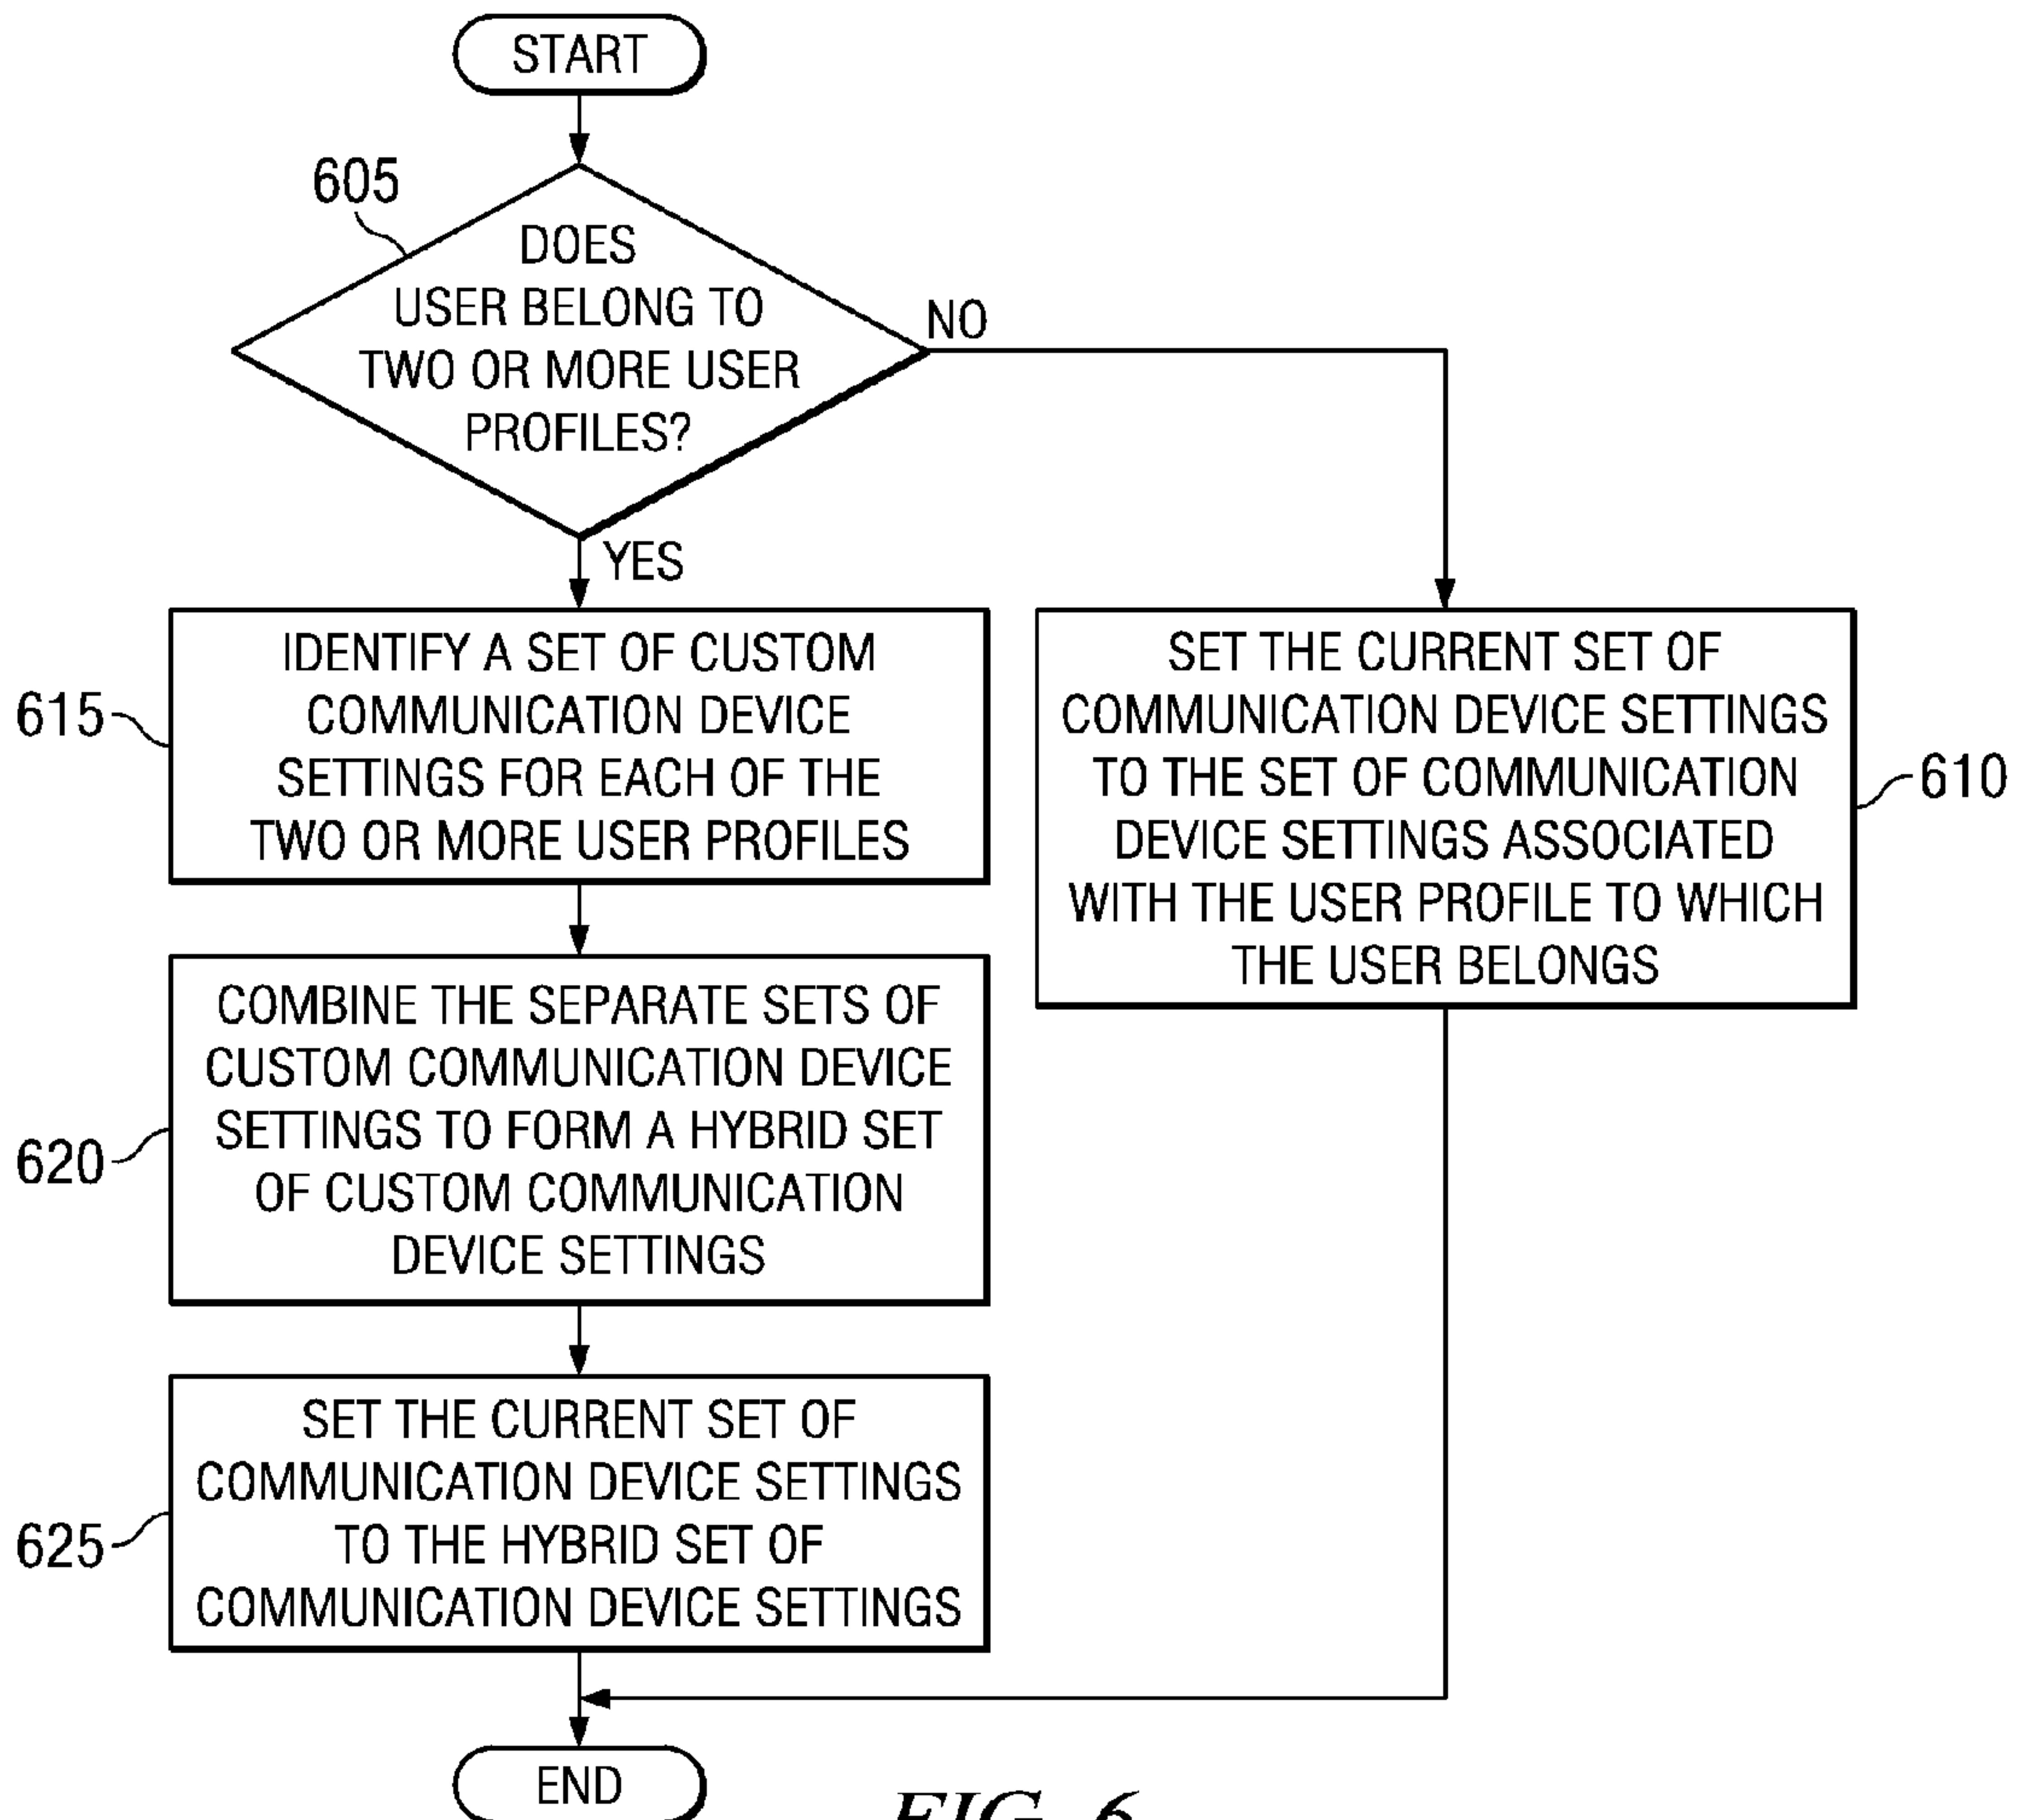 START
605
DOES
USER BELONG TO
TWO OR MORE USER
PROFILES?
NO
YES
615
IDENTIFY A SET OF CUSTOM
COMMUNICATION DEVICE
SETTINGS FOR EACH OF THE
TWO OR MORE USER PROFILES
SET THE CURRENT SET OF
COMMUNICATION DEVICE SETTINGS
TO THE SET OF COMMUNICATION
DEVICE SETTINGS ASSOCIATED
WITH THE USER PROFILE TO WHICH
THE USER BELONGS
610
620
COMBINE THE SEPARATE SETS OF
CUSTOM COMMUNICATION DEVICE
SETTINGS TO FORM A HYBRID SET
OF CUSTOM COMMUNICATION
DEVICE SETTINGS
625
SET THE CURRENT SET OF
COMMUNICATION DEVICE SETTINGS
TO THE HYBRID SET OF
COMMUNICATION DEVICE SETTINGS
END
FIG. 6